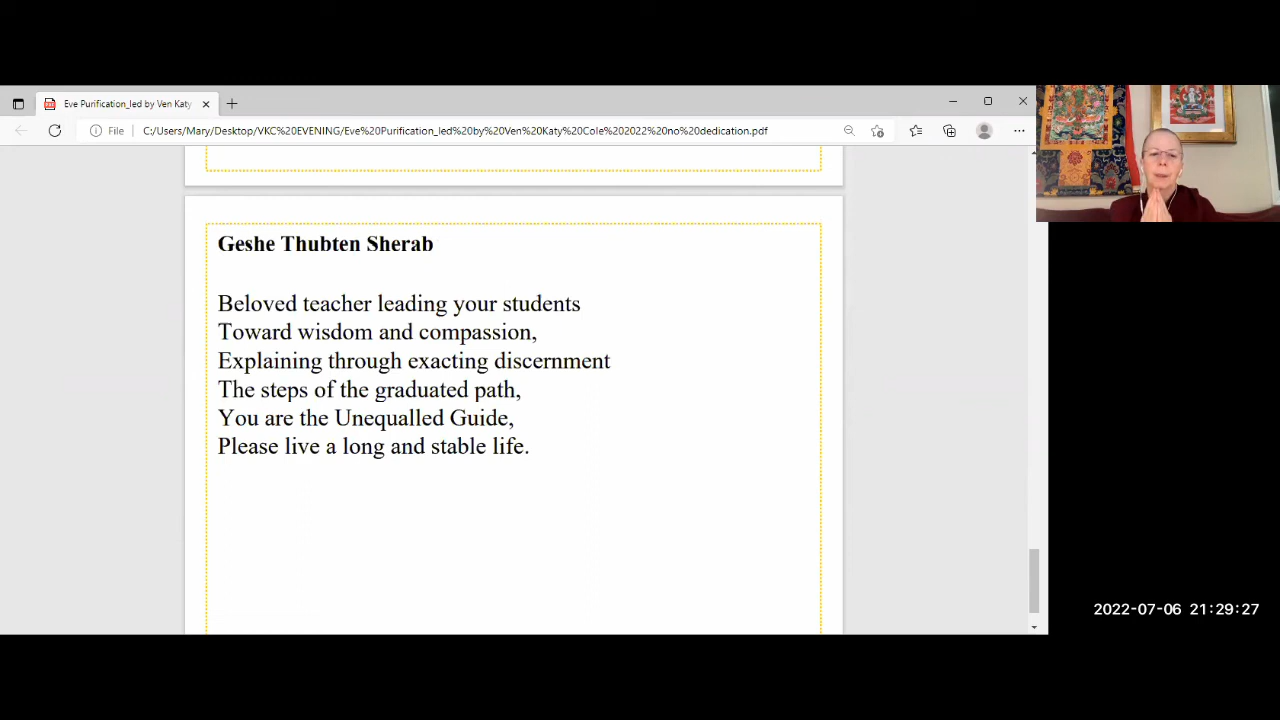 Eve Purification_led by Ven Katy
File
C:/Users/Mary/Desktop/VKC%20EVENING/Eve%20Purification_led%20by%20Ven%20Katy%20Cole%202022%20no%20dedication.pdf
Geshe Thubten Sherab
Beloved teacher leading your students
Toward wisdom and compassion,
Explaining through exacting discernment
The steps of the graduated path,
You are the Unequalled Guide,
Please live a long and stable life.
2022-07-06 21:29:27